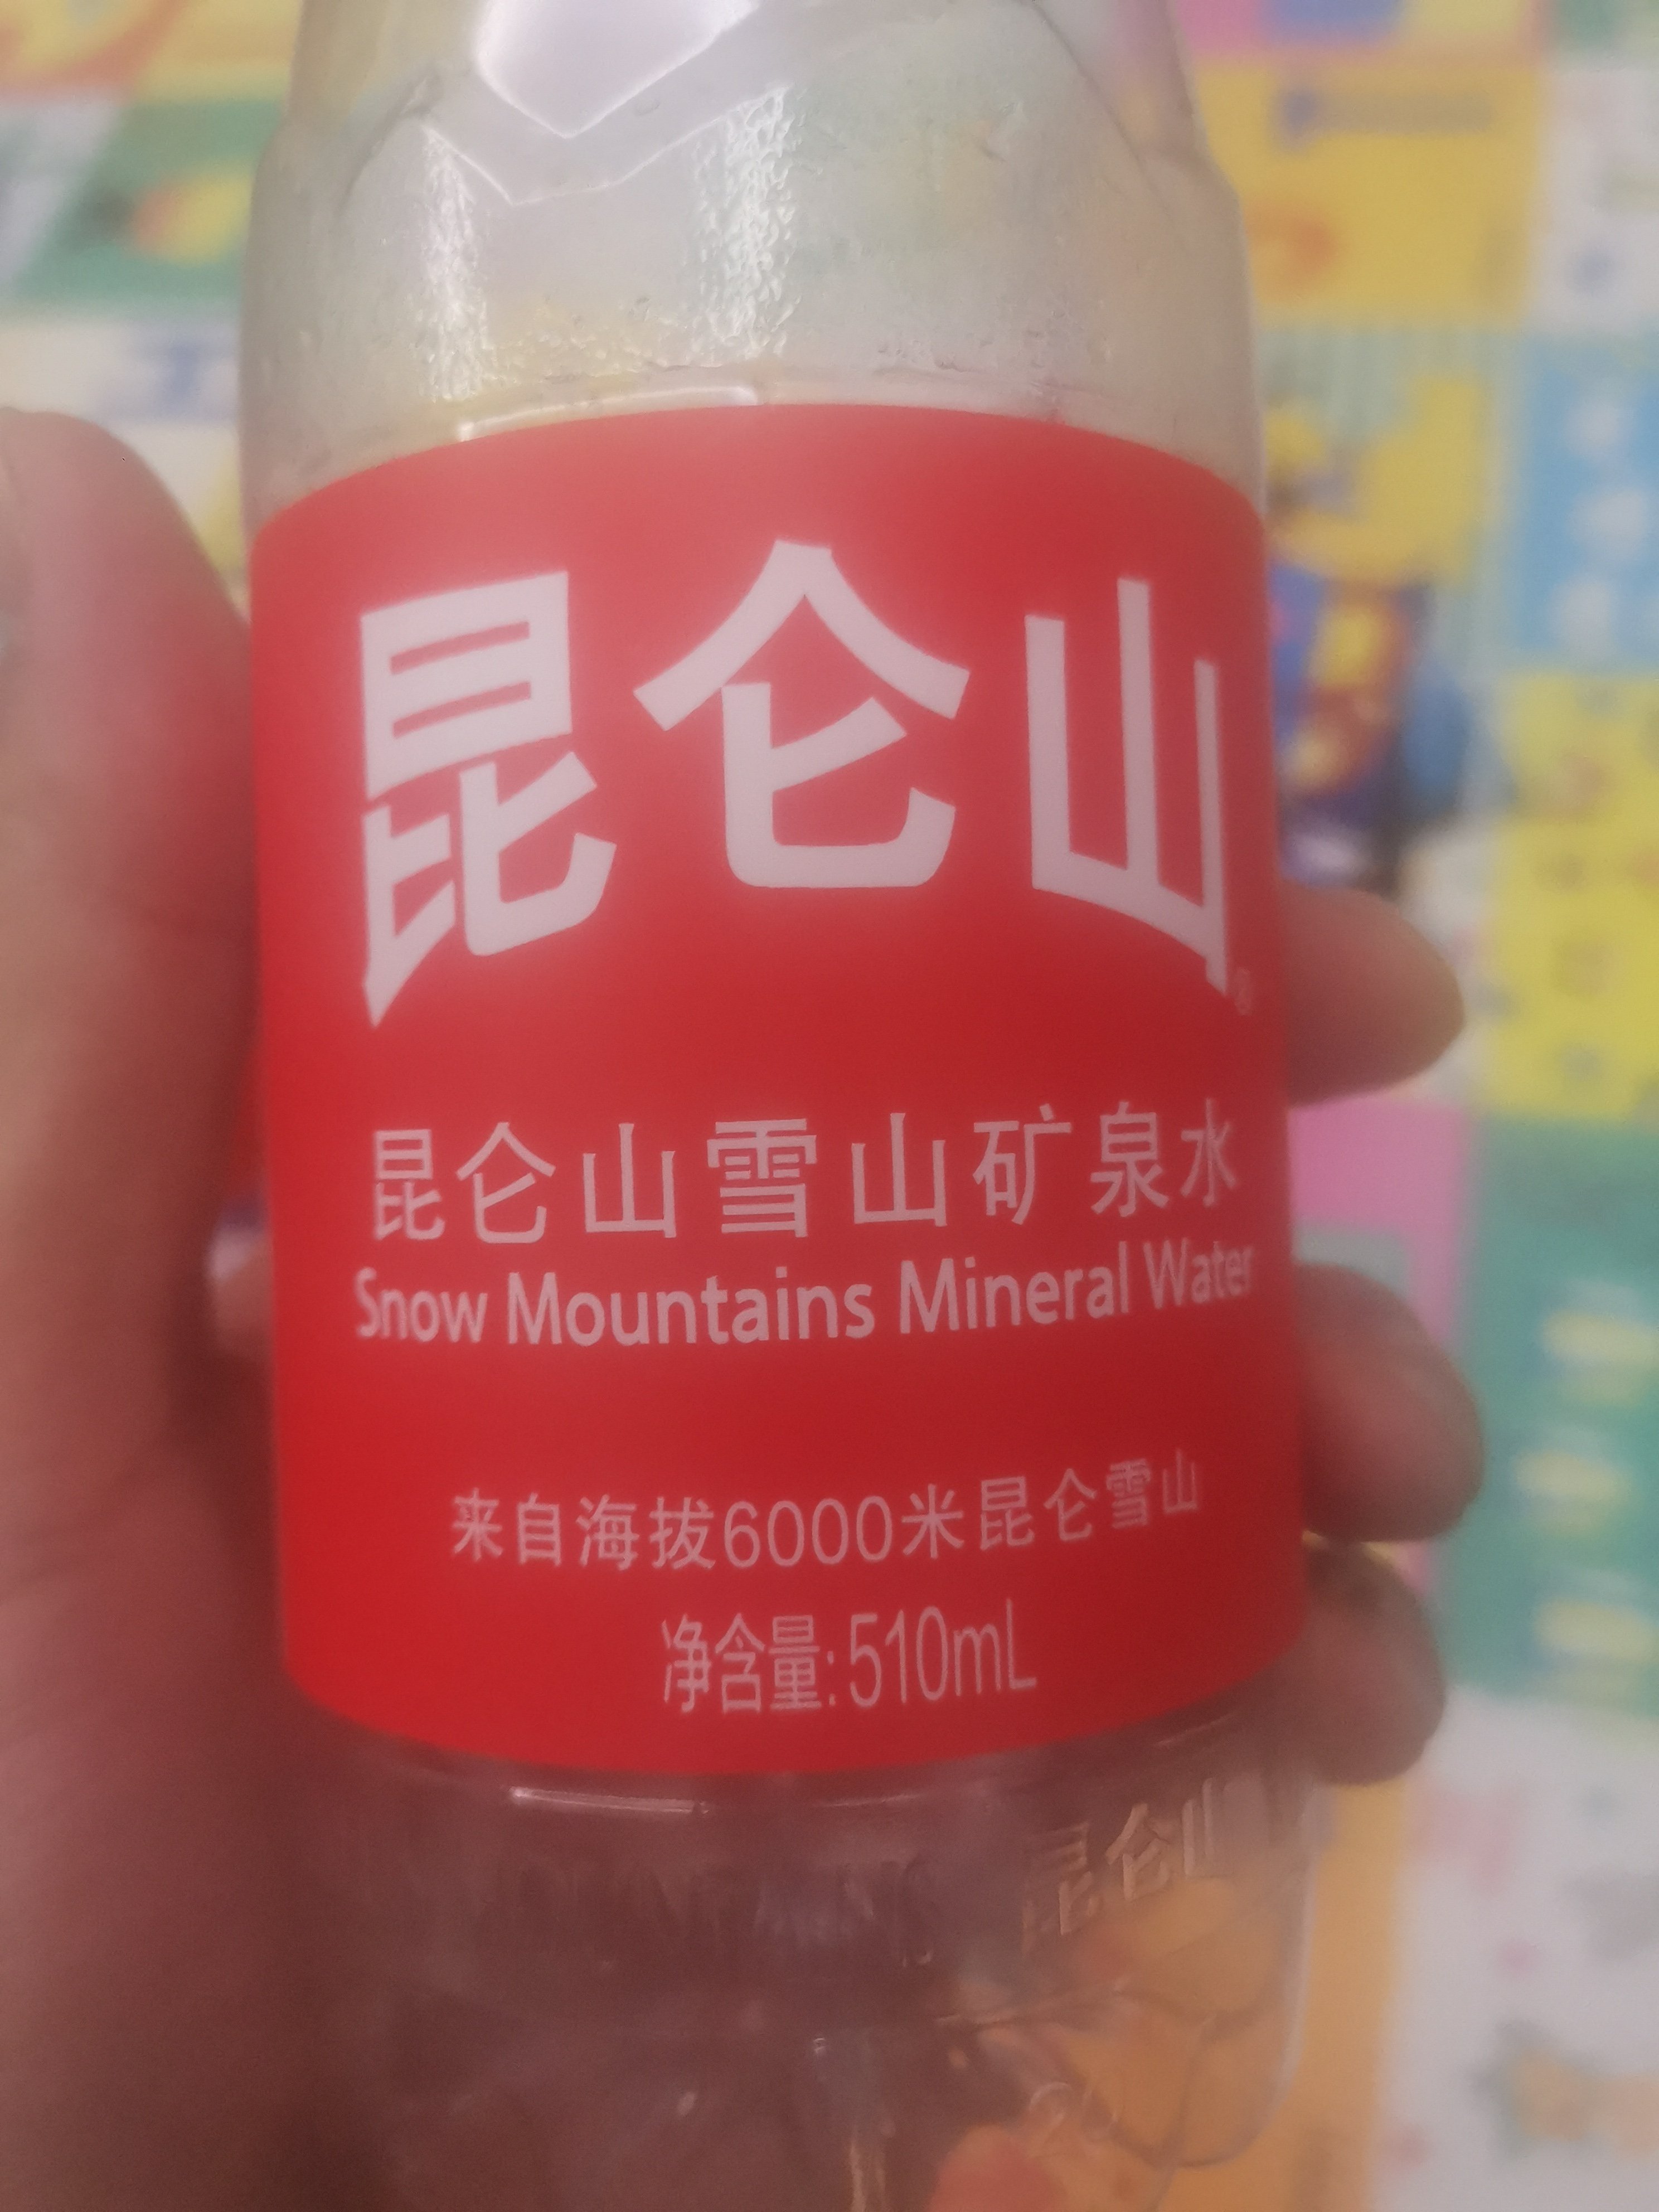 昆仑山®
昆仑山雪山矿泉水
Snow Mountains Mineral Water
来自海拔6000米昆仑雪山
净含量:510mL
昆仑山